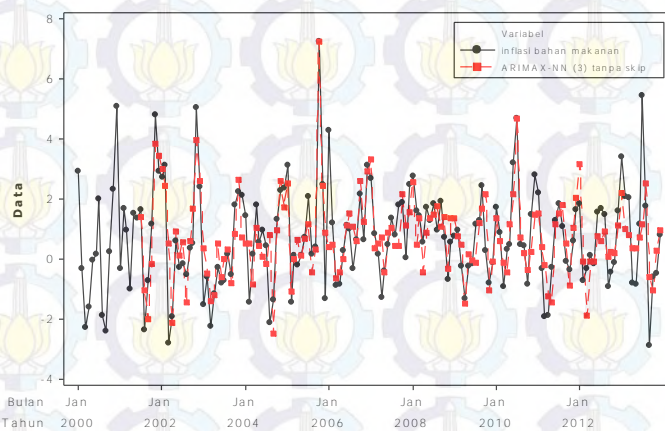 8
Variabel
inflasi bahan makanan
ARIMAX-NN (3) tanpa skip
6
4
2
0
-2
-4
Data
Bulan Jan Jan Jan Jan Jan Jan Jan
Tahun 2000 2002 2004 2006 2008 2010 2012